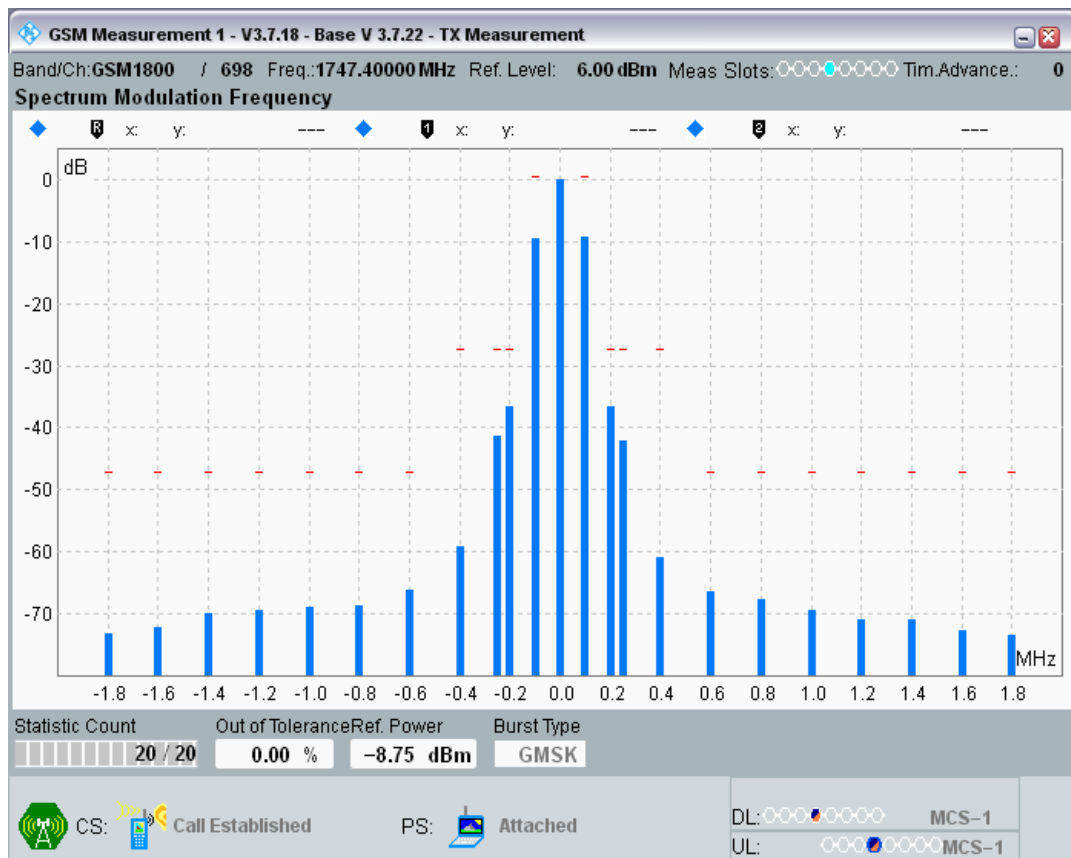 GSM Measurement 1 - V3.7.18 - Base V 3.7.22 - TX Measurement
Band/Ch.:GSM1800 / 698 Freq.:1747.40000 MHz Ref. Level: 6.00 dBm Meas Slots: Tim.Advance.: 0
Spectrum Modulation Frequency
R x: y: --- 1 x: y: --- 2 x: y: ---
dB
0
-10
-20
-30
-40
-50
-60
-70
MHz
-1.8 -1.6 -1.4 -1.2 -1.0 -0.8 -0.6 -0.4 -0.2 0.0 0.2 0.4 0.6 0.8 1.0 1.2 1.4 1.6 1.8
Statistic Count Out of Tolerance Ref. Power Burst Type
20 / 20 0.00 % -8.75 dBm GMSK
CS: Call Established PS: Attached
DL: MCS-1
UL: MCS-1